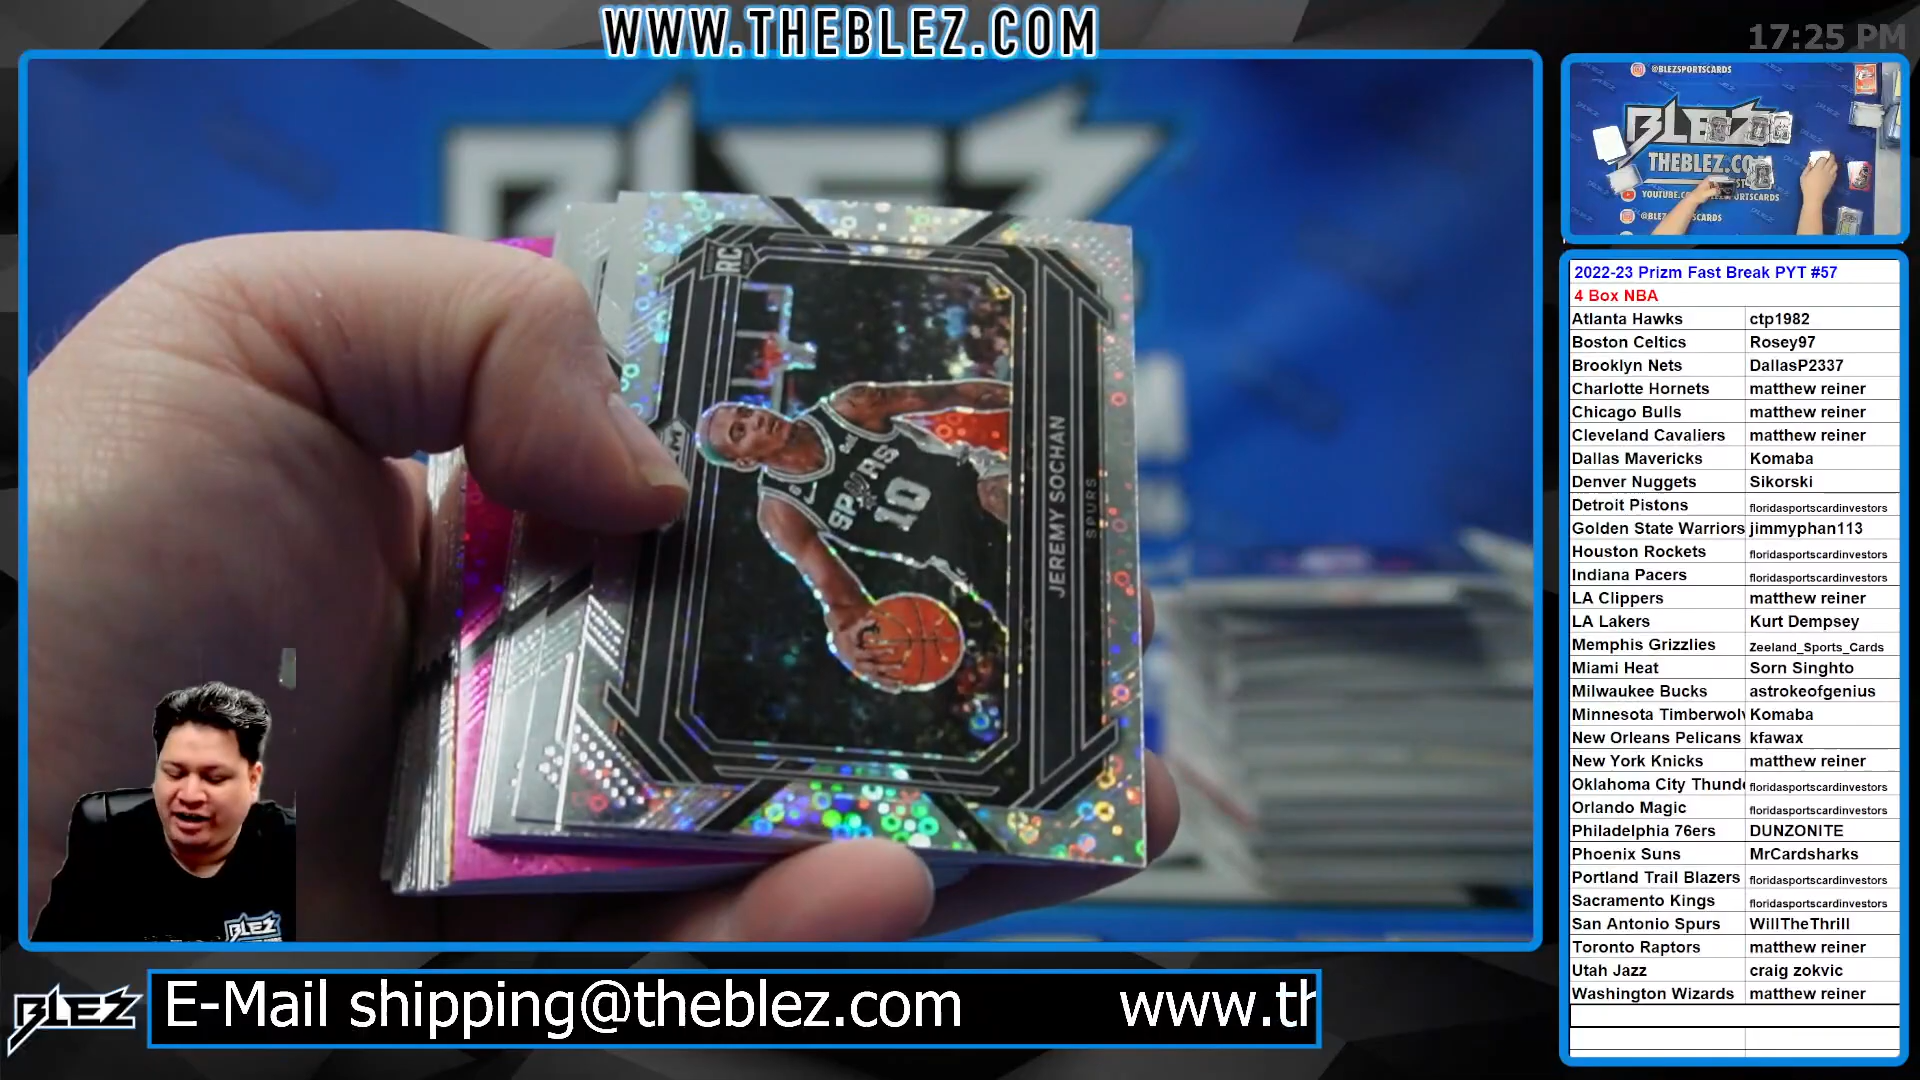 WWW.THEBLEZ.COM
17:25 PM
@BLEZSPORTSCARDS
BLEZ
THEBLEZ.CO
RC
JEREMY SOCHAN
SPURS
SPURS
10
2022-23 Prizm Fast Break PYT #57
4 Box NBA
Atlanta Hawks ctp1982
Boston Celtics Rosey97
Brooklyn Nets DallasP2337
Charlotte Hornets matthew reiner
Chicago Bulls matthew reiner
Cleveland Cavaliers matthew reiner
Dallas Mavericks Komaba
Denver Nuggets Sikorski
Detroit Pistons floridasportscardinvestors
Golden State Warriors jimmyphan113
Houston Rockets floridasportscardinvestors
Indiana Pacers floridasportscardinvestors
LA Clippers matthew reiner
LA Lakers Kurt Dempsey
Memphis Grizzlies Zeeland_Sports_Cards
Miami Heat Sorn Singhto
Milwaukee Bucks astrokeofgenius
Minnesota Timberwolv Komaba
New Orleans Pelicans kfawax
New York Knicks matthew reiner
Oklahoma City Thunde floridasportscardinvestors
Orlando Magic floridasportscardinvestors
Philadelphia 76ers DUNZONITE
Phoenix Suns MrCardsharks
Portland Trail Blazers floridasportscardinvestors
Sacramento Kings floridasportscardinvestors
San Antonio Spurs WillTheThrill
Toronto Raptors matthew reiner
Utah Jazz craig zokvic
Washington Wizards matthew reiner
BLEZ
BLEZ
E-Mail shipping@theblez.com www.th